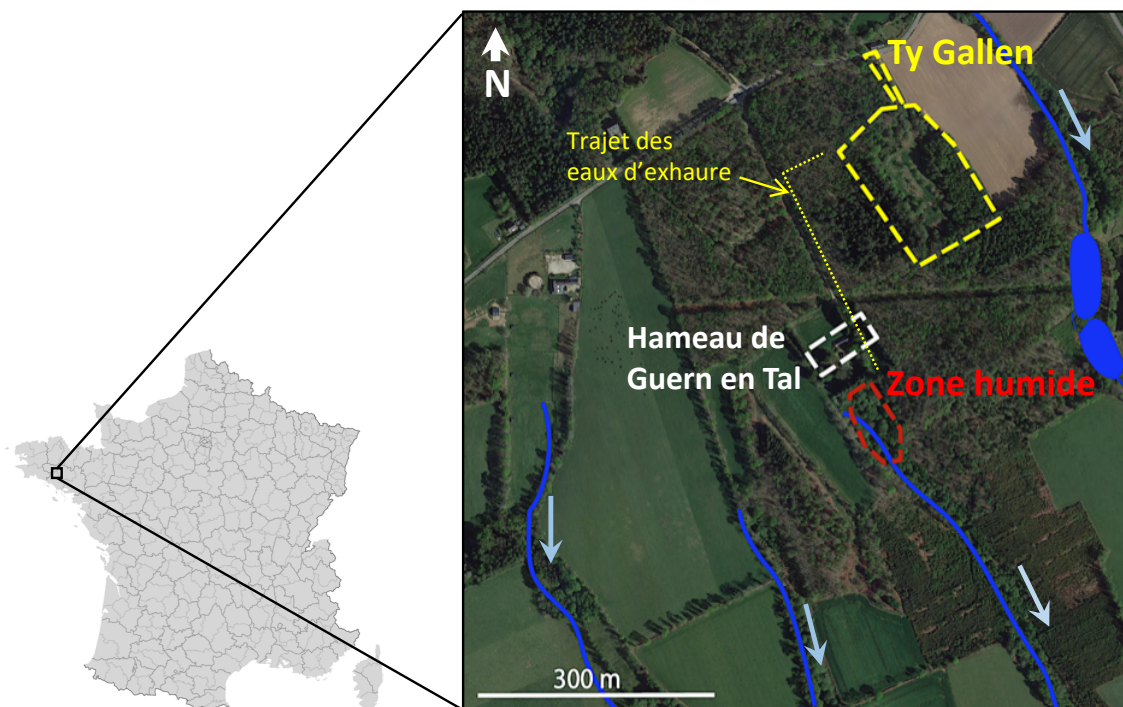 N
Ty Gallen
Trajet des
eaux d'exhaure
Hameau de
Guern en Tal
Zone humide
300 m